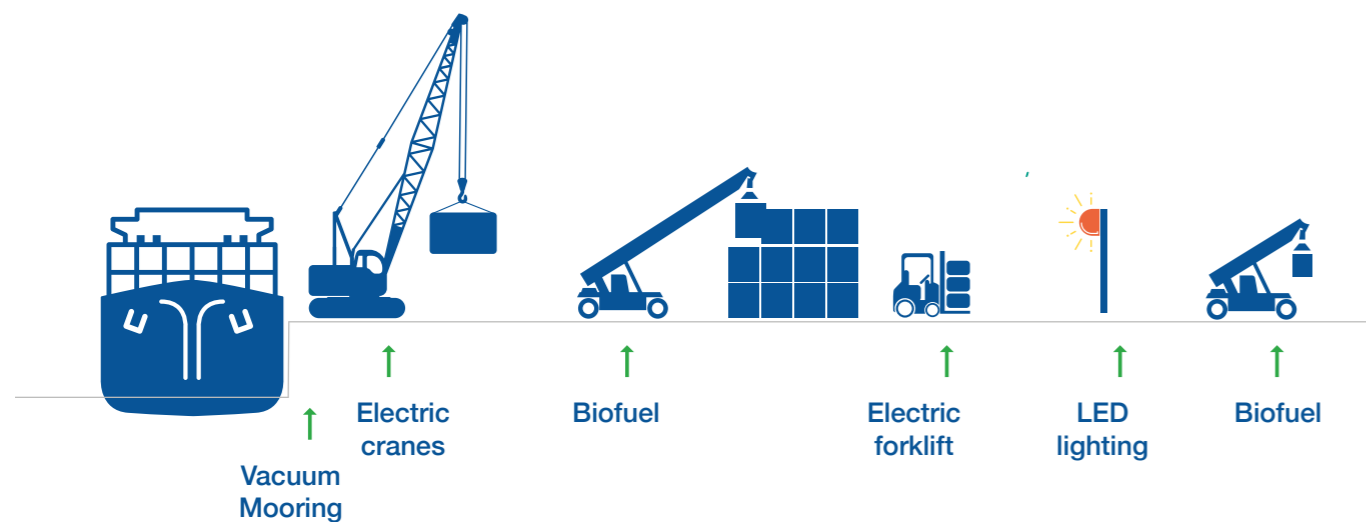 Vacuum
Mooring
Electric
cranes
Biofuel
Electric
forklift
LED
lighting
Biofuel